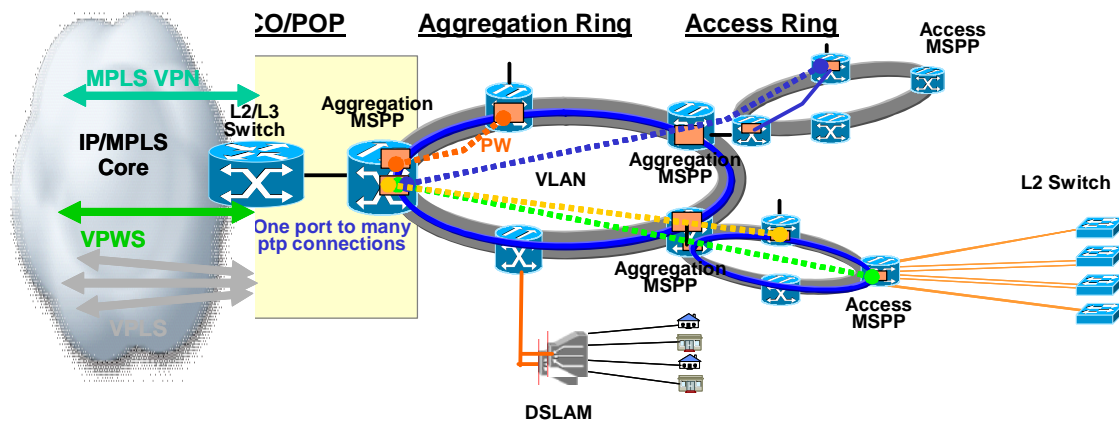 CO/POP
Aggregation Ring
Access Ring
Access
MSPP
MPLS VPN
L2/L3
Switch
Aggregation
MSPP
IP/MPLS
Core
PW
VLAN
Aggregation
MSPP
L2 Switch
VPWS
One port to many
ptp connections
Aggregation
MSPP
Access
MSPP
VPLS
DSLAM